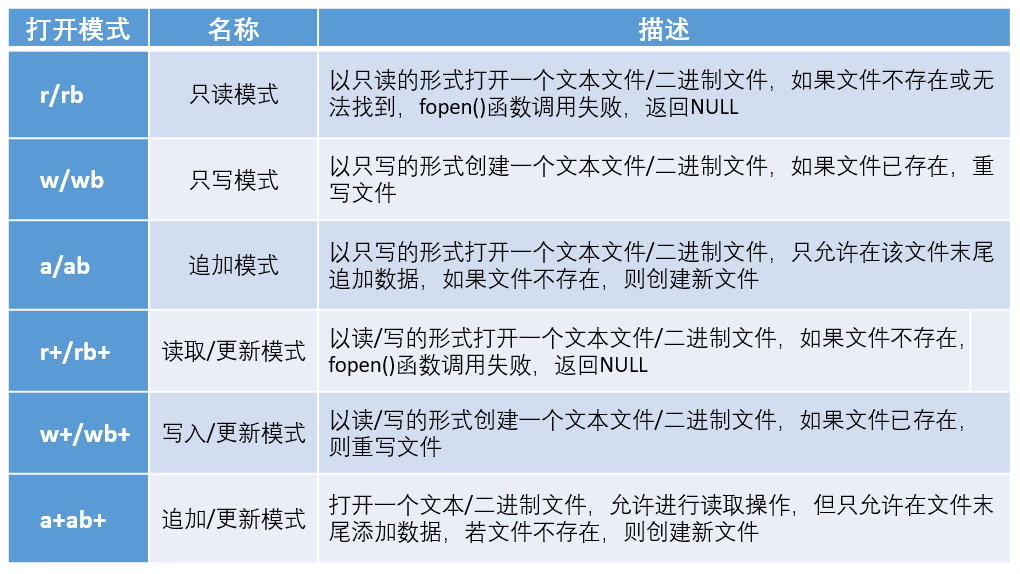 打开模式 名称 描述
r/rb 只读模式 以只读的形式打开一个文本文件/二进制文件，如果文件不存在或无
法找到，fopen()函数调用失败，返回NULL
w/wb 只写模式 以只写的形式创建一个文本文件/二进制文件，如果文件已存在，重
写文件
a/ab 追加模式 以只写的形式打开一个文本文件/二进制文件，只允许在该文件末尾
追加数据，如果文件不存在，则创建新文件
r+/rb+ 读取/更新模式 以读/写的形式打开一个文本文件/二进制文件，如果文件不存在，
fopen()函数调用失败，返回NULL
w+/wb+ 写入/更新模式 以读/写的形式创建一个文本文件/二进制文件，如果文件已存在，
则重写文件
a+ab+ 追加/更新模式 打开一个文本/二进制文件，允许进行读取操作，但只允许在文件末
尾添加数据，若文件不存在，则创建新文件